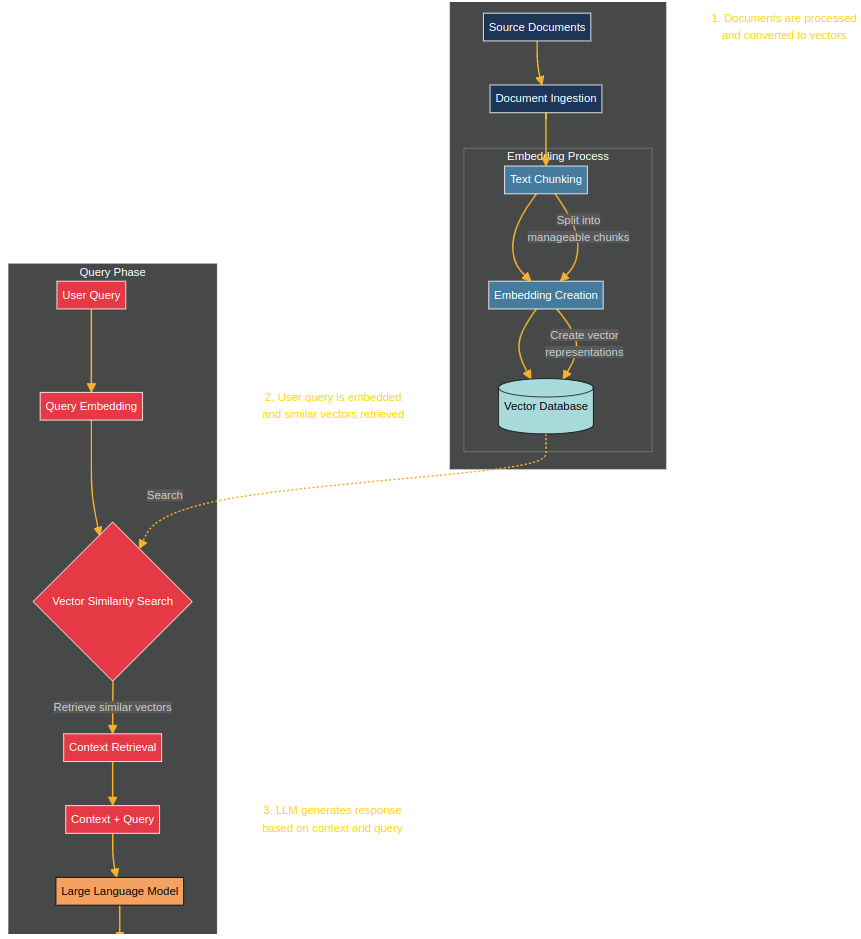 Source Documents
1. Documents are processed
and converted to vectors
Document Ingestion
Embedding Process
Text Chunking
Split into
manageable chunks
Embedding Creation
Create vector
representations
Vector Database
Query Phase
User Query
Query Embedding
2. User query is embedded
and similar vectors retrieved
Search
Vector Similarity Search
Retrieve similar vectors
Context Retrieval
Context + Query
3. LLM generates response
based on context and query
Large Language Model